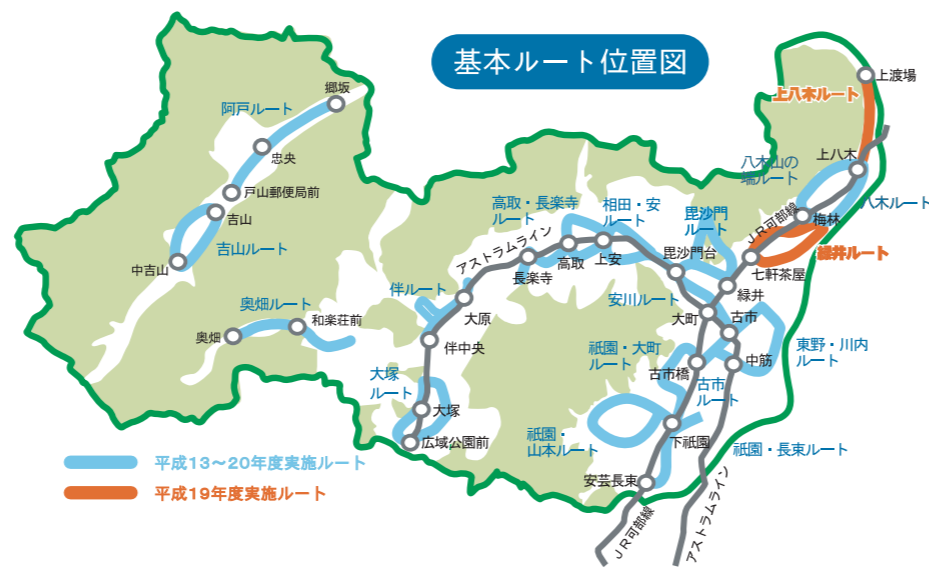 基本ルート位置図
上渡場
上八木ルート
郷坂
阿戸ルート
忠央
上八木
八木山の
端ルート
八木ルート
戸山郵便局前
吉山
吉山ルート
中吉山
高取・長楽寺
ルート
相田・安
ルート
毘沙門
ルート
JR可部線
梅林
緑井ルート
アストラムライン
長楽寺
高取
上安
毘沙門台
七軒茶屋
緑井
安川ルート
伴ルート
大原
大町
古市
奥畑ルート
奥畑
和楽荘前
伴中央
祇園・大町
ルート
古市橋
中筋
東野・川内
ルート
古市
ルート
大塚
ルート
大塚
広域公園前
祇園・
山本ルート
下祇園
祇園・長束ルート
安芸長束
JR可部線
アストラムライン
平成13～20年度実施ルート
平成19年度実施ルート